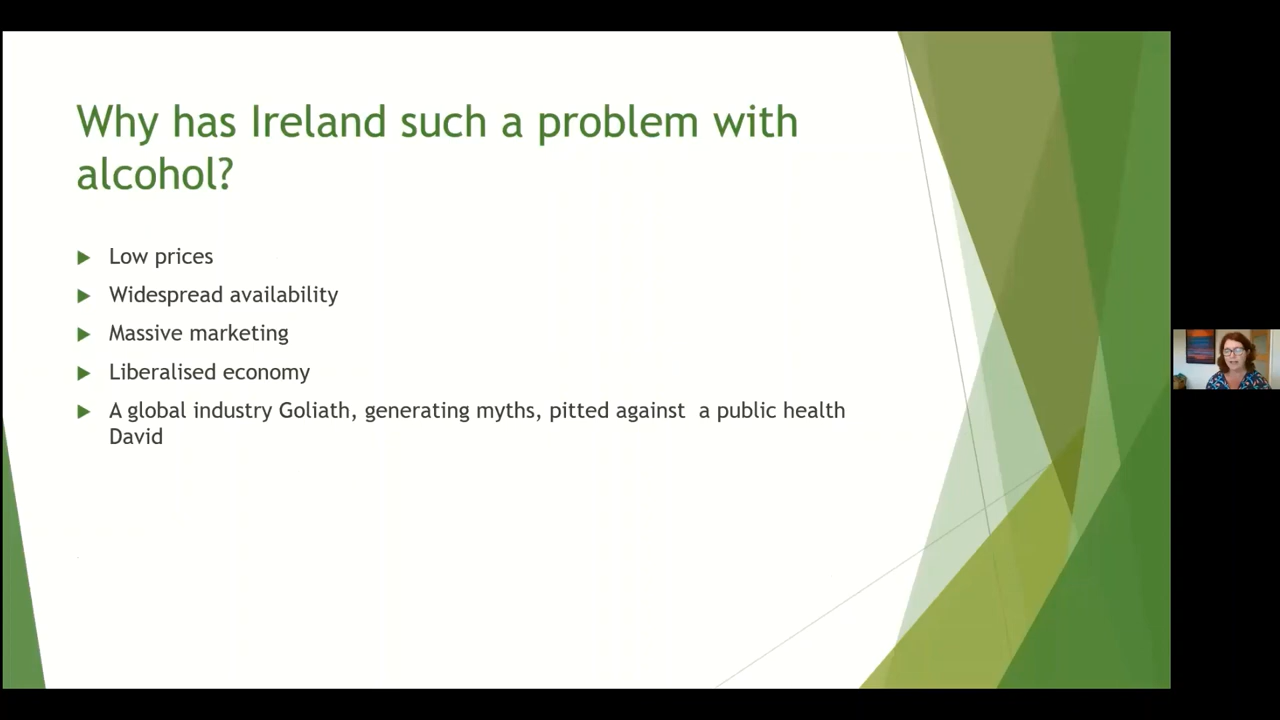 Why has Ireland such a problem with
alcohol?
Low prices
Widespread availability
Massive marketing
Liberalised economy
A global industry Goliath, generating myths, pitted against  a public health
David